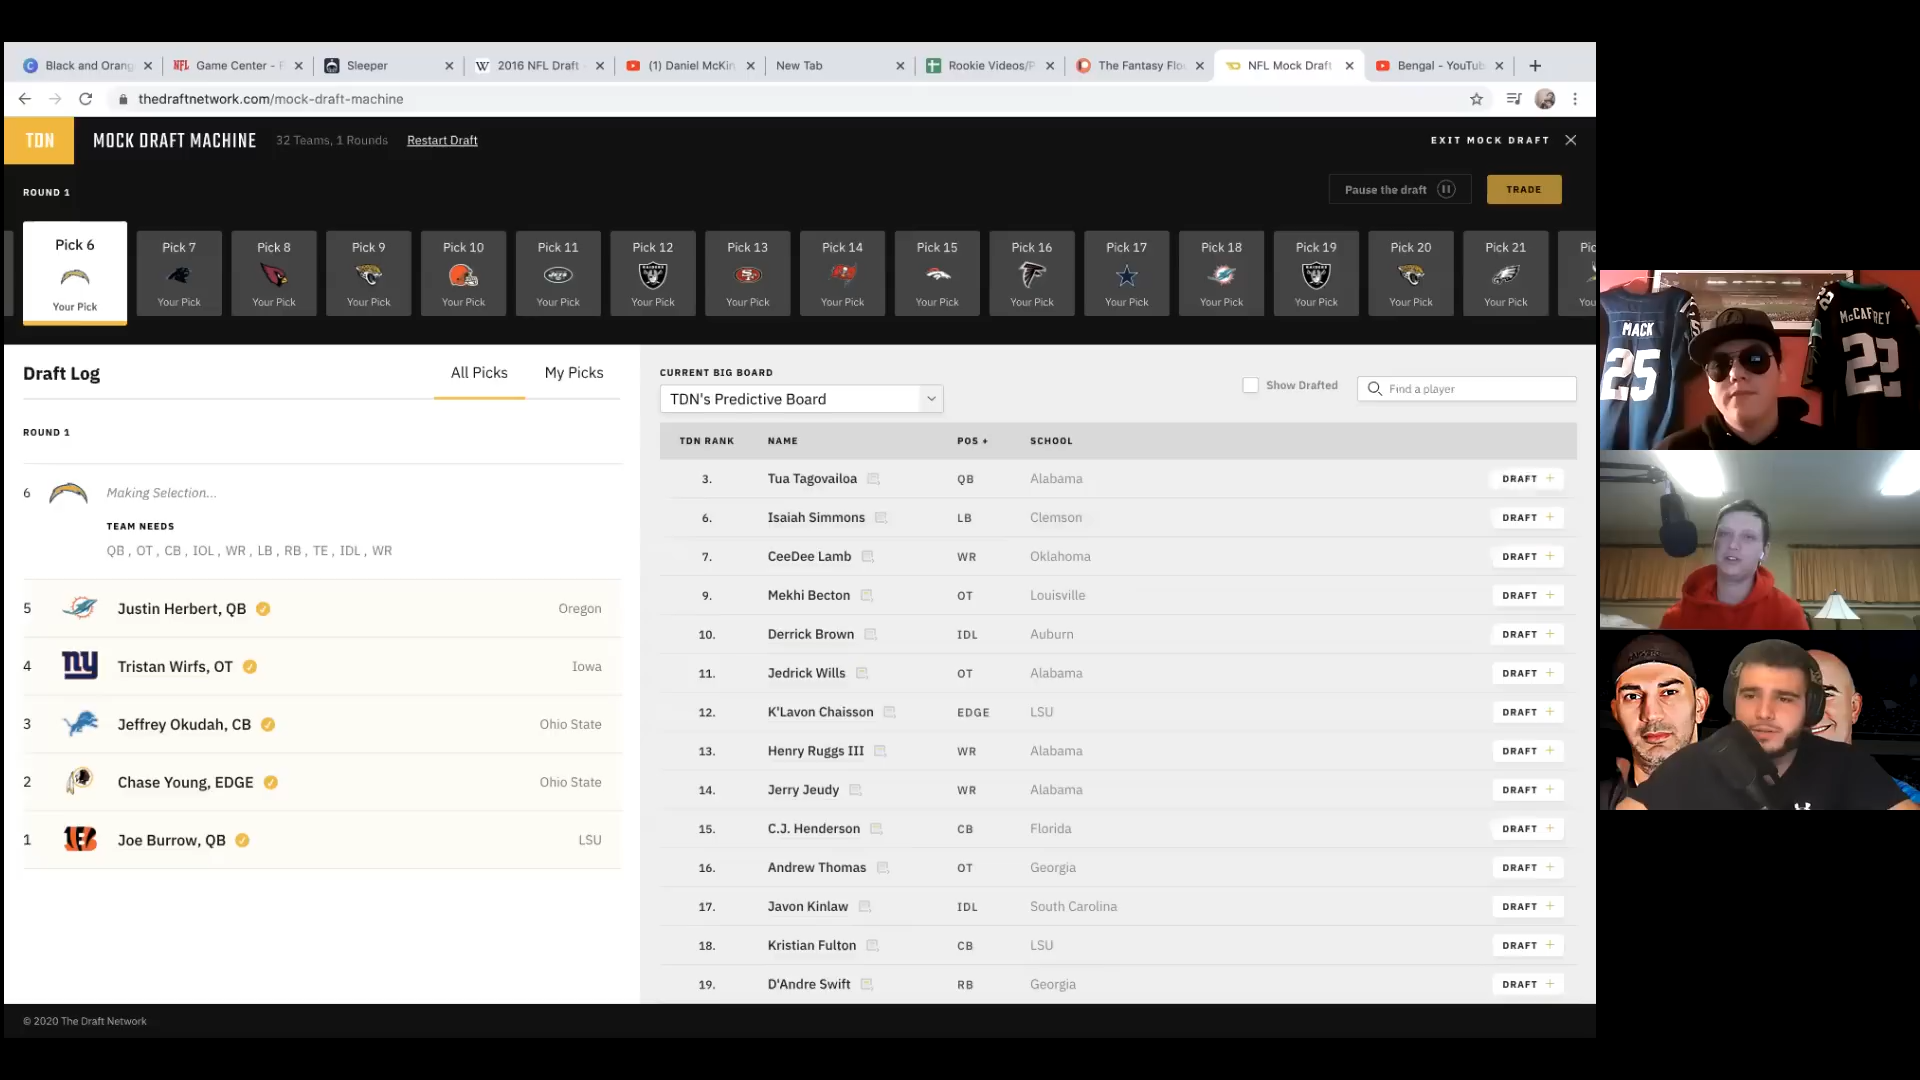 Black and Orang
Game Center - F
Sleeper
2016 NFL Draft
(1) Daniel McKin
New Tab
Rookie Videos/P
The Fantasy Flo
NFL Mock Draft
Bengal - YouTub
thedraftnetwork.com/mock-draft-machine
TDN
MOCK DRAFT MACHINE
32 Teams, 1 Rounds
Restart Draft
EXIT MOCK DRAFT
ROUND 1
Pause the draft
TRADE
Pick 6
Your Pick
Pick 7
Your Pick
Pick 8
Your Pick
Pick 9
Your Pick
Pick 10
Your Pick
Pick 11
Your Pick
Pick 12
Your Pick
Pick 13
Your Pick
Pick 14
Your Pick
Pick 15
Your Pick
Pick 16
Your Pick
Pick 17
Your Pick
Pick 18
Your Pick
Pick 19
Your Pick
Pick 20
Your Pick
Pick 21
Your Pick
Pic
You
Draft Log
All Picks
My Picks
ROUND 1
6 Making Selection...
TEAM NEEDS
QB , OT , CB , IOL , WR , LB , RB , TE , IDL , WR
5 Justin Herbert, QB Oregon
4 ny Tristan Wirfs, OT Iowa
3 Jeffrey Okudah, CB Ohio State
2 Chase Young, EDGE Ohio State
1 Joe Burrow, QB LSU
CURRENT BIG BOARD
TDN's Predictive Board
Show Drafted
Find a player
TDN RANK NAME POS + SCHOOL
3. Tua Tagovailoa QB Alabama DRAFT +
6. Isaiah Simmons LB Clemson DRAFT +
7. CeeDee Lamb WR Oklahoma DRAFT +
9. Mekhi Becton OT Louisville DRAFT +
10. Derrick Brown IDL Auburn DRAFT +
11. Jedrick Wills OT Alabama DRAFT +
12. K'Lavon Chaisson EDGE LSU DRAFT +
13. Henry Ruggs III WR Alabama DRAFT +
14. Jerry Jeudy WR Alabama DRAFT +
15. C.J. Henderson CB Florida DRAFT +
16. Andrew Thomas OT Georgia DRAFT +
17. Javon Kinlaw IDL South Carolina DRAFT +
18. Kristian Fulton CB LSU DRAFT +
19. D'Andre Swift RB Georgia DRAFT +
© 2020 The Draft Network
MACK
25
McCAFFREY
22